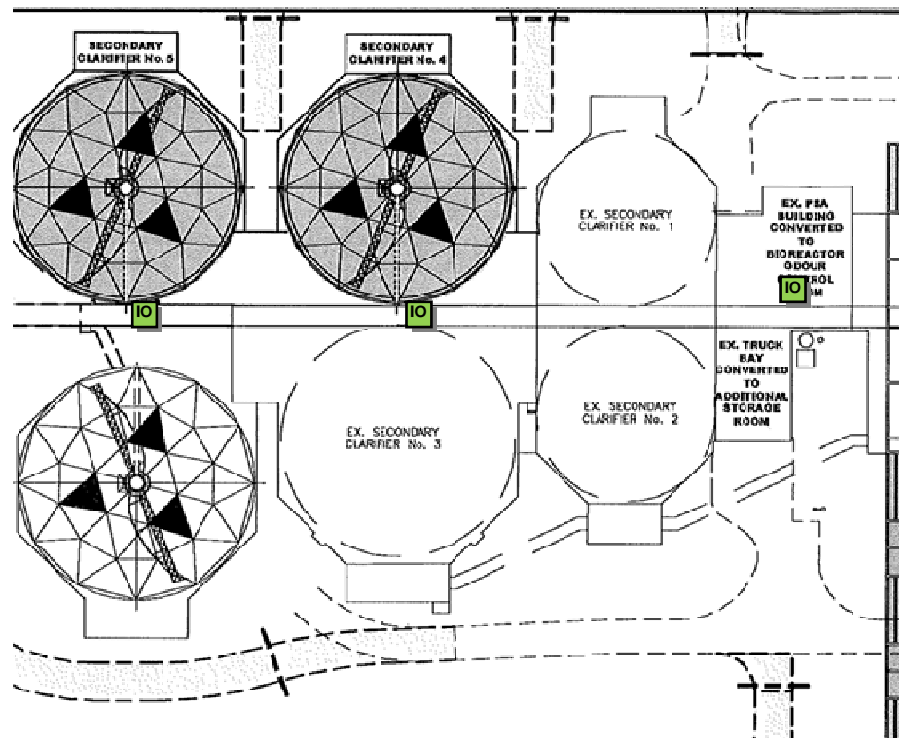 SECONDARY
CLARIFIER No. 5
SECONDARY
CLARIFIER No. 4
EX. SECONDARY
CLARIFIER No. 1
EX. PSA
BUILDING
CONVERTED
TO
BIOREACTOR
ODOUR
IO
IO
IO
EX. TRUCK
BAY
CONVERTED
TO
ADDITIONAL
STORAGE
ROOM
EX. SECONDARY
CLARIFIER No. 2
EX. SECONDARY
CLARIFIER No. 3